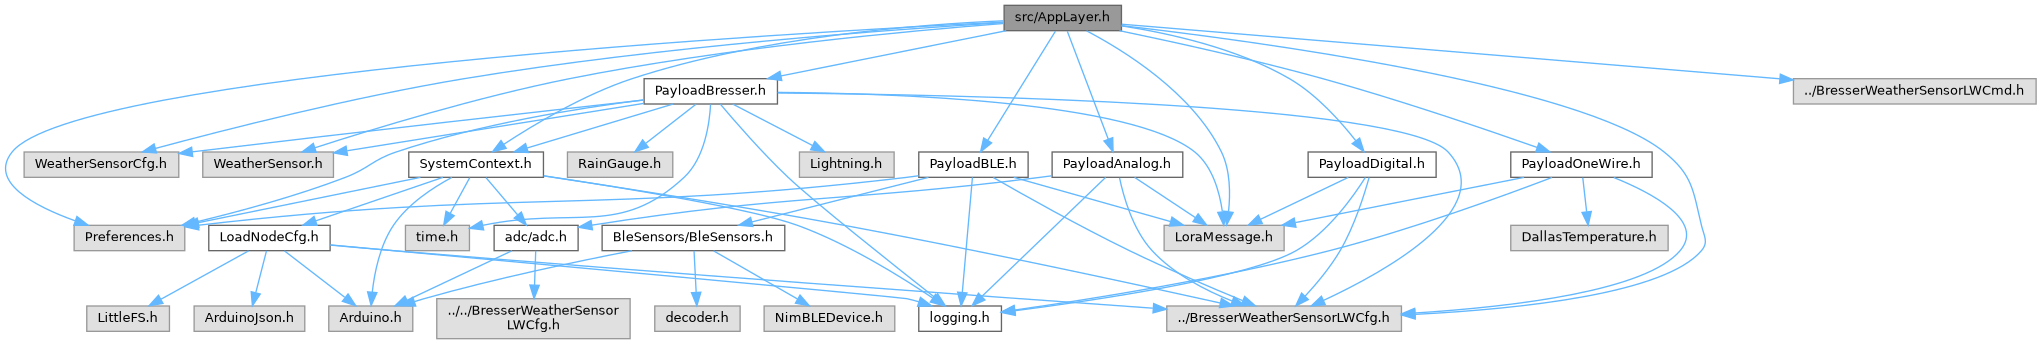 src/AppLayer.h
PayloadBresser.h
../BresserWeatherSensorLWCmd.h
WeatherSensorCfg.h
WeatherSensor.h
SystemContext.h
RainGauge.h
Lightning.h
PayloadBLE.h
PayloadAnalog.h
PayloadDigital.h
PayloadOneWire.h
Preferences.h
LoadNodeCfg.h
time.h
adc/adc.h
BleSensors/BleSensors.h
LoraMessage.h
DallasTemperature.h
LittleFS.h
ArduinoJson.h
Arduino.h
../../BresserWeatherSensor
LWCfg.h
decoder.h
NimBLEDevice.h
logging.h
../BresserWeatherSensorLWCfg.h